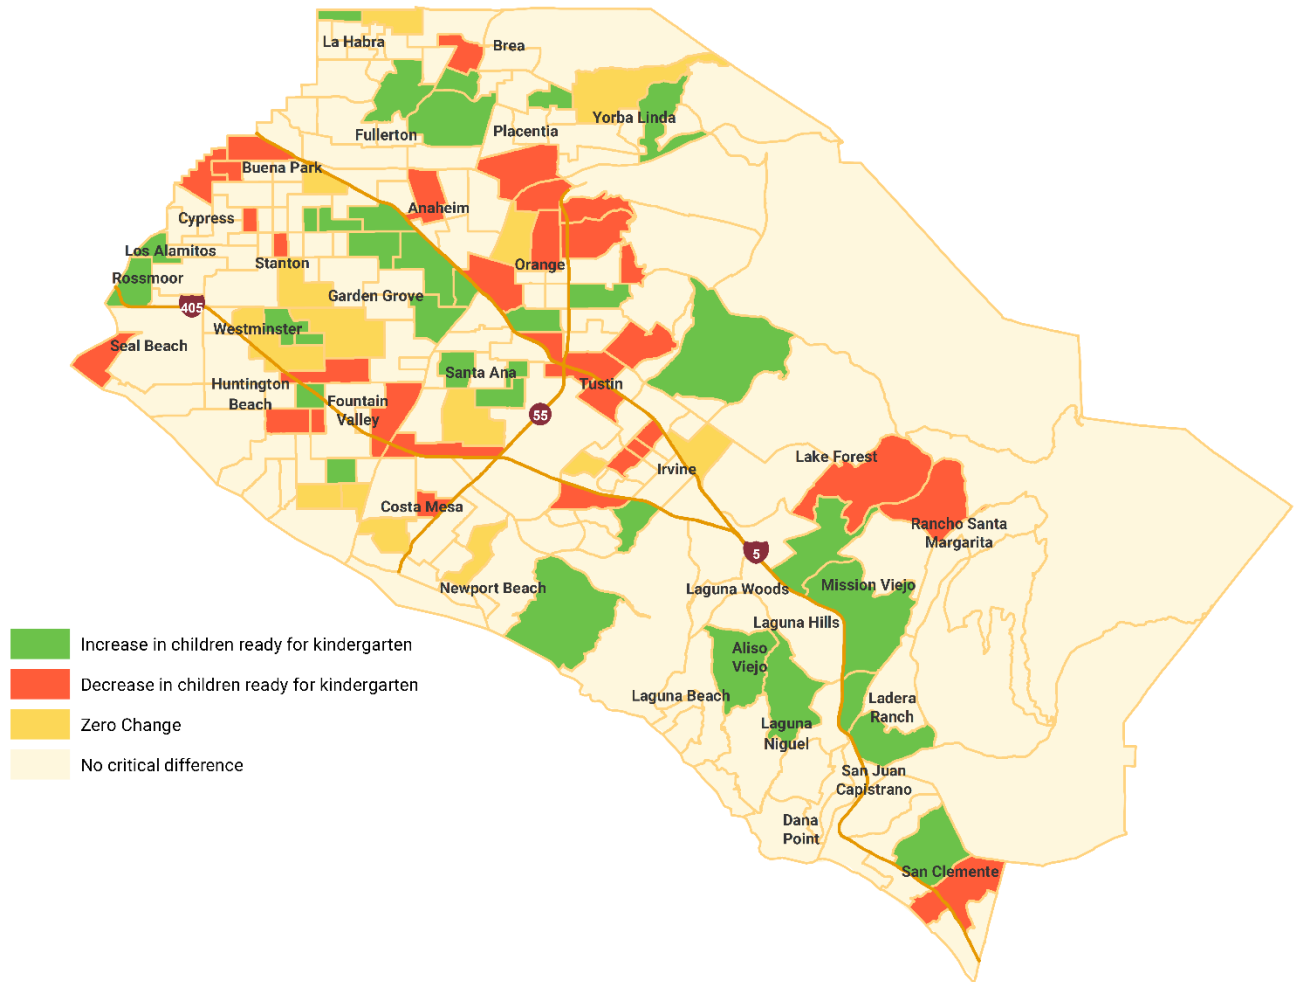 La Habra
Brea
Yorba Linda
Fullerton
Placentia
Buena Park
Anaheim
Cypress
Los Alamitos
Stanton
Orange
Rossmoor
Garden Grove
405
Westminster
Seal Beach
Santa Ana
Tustin
Huntington
Beach
Fountain
Valley
55
Lake Forest
Irvine
Costa Mesa
Rancho Santa
Margarita
5
Newport Beach
Laguna Woods
Mission Viejo
Laguna Hills
Increase in children ready for kindergarten
Aliso
Viejo
Decrease in children ready for kindergarten
Laguna Beach
Ladera
Ranch
Zero Change
Laguna
Niguel
No critical difference
San Juan
Capistrano
Dana
Point
San Clemente